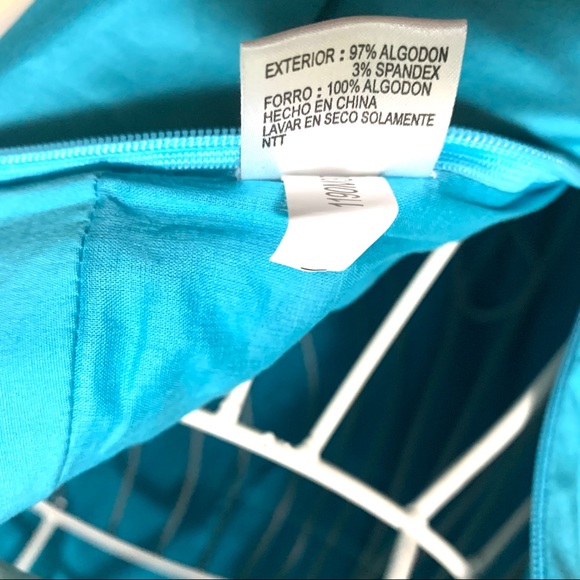 EXTERIOR : 97% ALGODON
3% SPANDEX
FORRO : 100% ALGODON
HECHO EN CHINA
LAVAR EN SECO SOLAMENTE
NTT